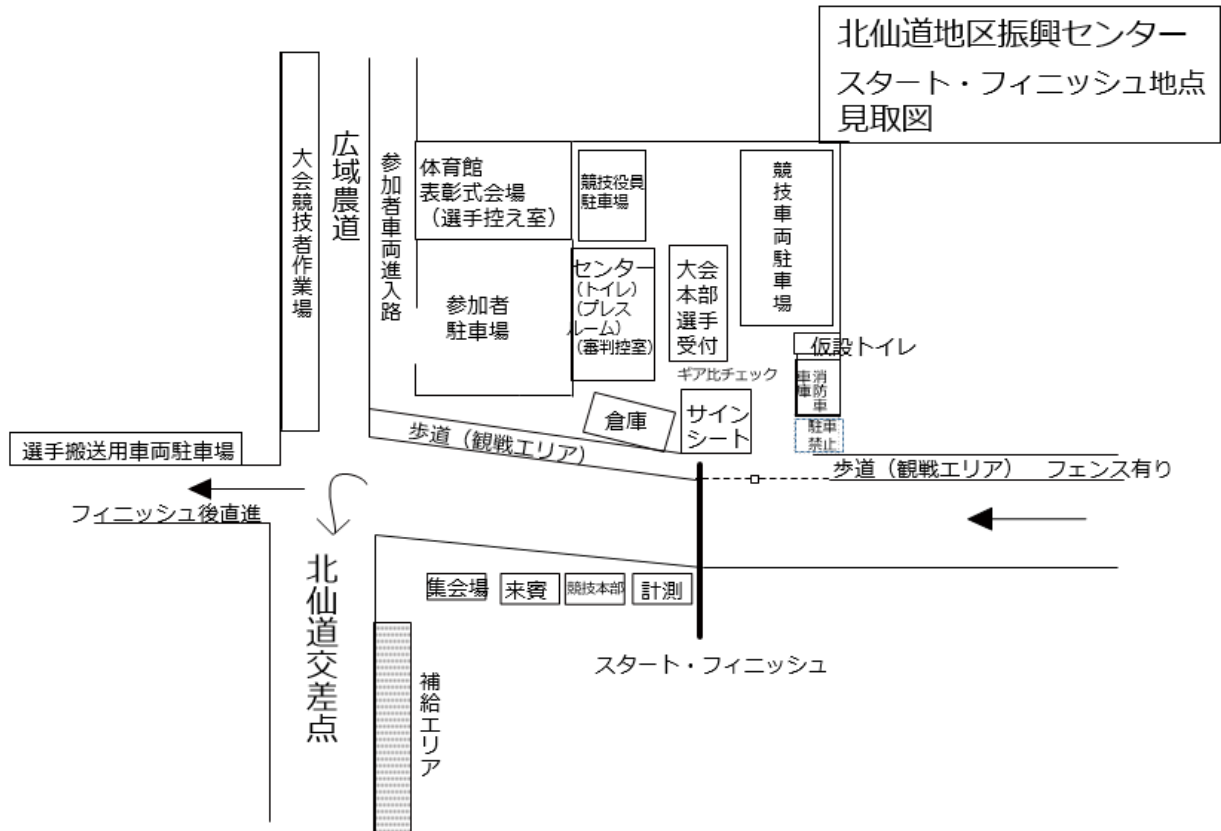 北仙道地区振興センター
スタート・フィニッシュ地点
見取図
大会競技者作業場
広域農道
参加者車両進入路
体育館
表彰式会場
（選手控え室）
競技役員
駐車場
競技車両駐車場
参加者
駐車場
センター
（トイレ）
（プレス
ルーム）
（審判控室）
大会
本部
選手
受付
ギア比チェック
仮設トイレ
消防車
車庫
駐車
禁止
倉庫
サイン
シート
歩道（観戦エリア）
歩道（観戦エリア）　フェンス有り
選手搬送用車両駐車場
フィニッシュ後直進
北仙道交差点
集会場
来賓
競技本部
計測
スタート・フィニッシュ
補給エリア